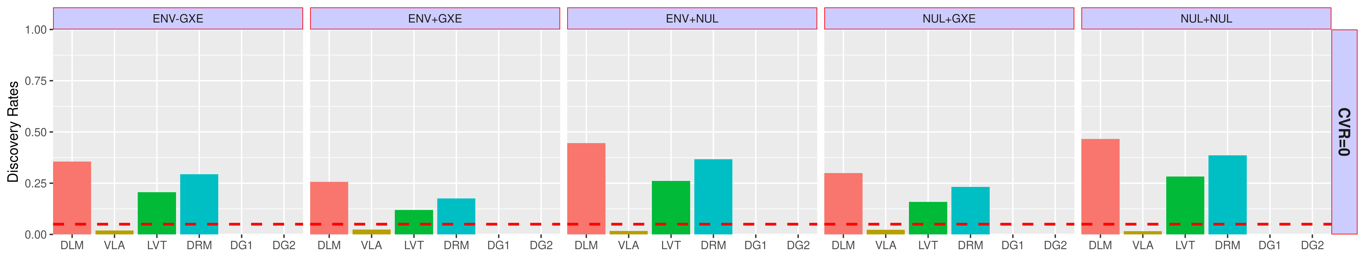 ENV-GXE ENV+GXE ENV+NUL NUL+GXE NUL+NUL
1.00
0.75
0.50
0.25
0.00
Discovery Rates
CVR=0
DLM VLA LVT DRM DG1 DG2 DLM VLA LVT DRM DG1 DG2 DLM VLA LVT DRM DG1 DG2 DLM VLA LVT DRM DG1 DG2 DLM VLA LVT DRM DG1 DG2